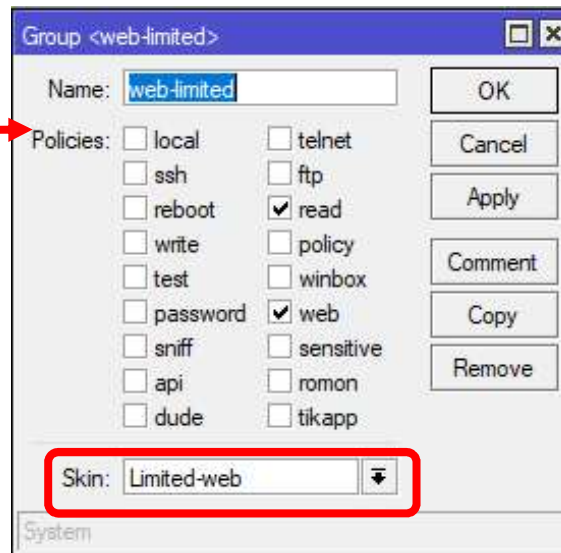 Group <web-limited>
Name: web-limited
OK
Policies: local telnet
Cancel
ssh ftp
reboot read
Apply
write policy
test winbox
Comment
password web
Copy
sniff sensitive
Remove
api romon
dude tikapp
Skin: Limited-web
System